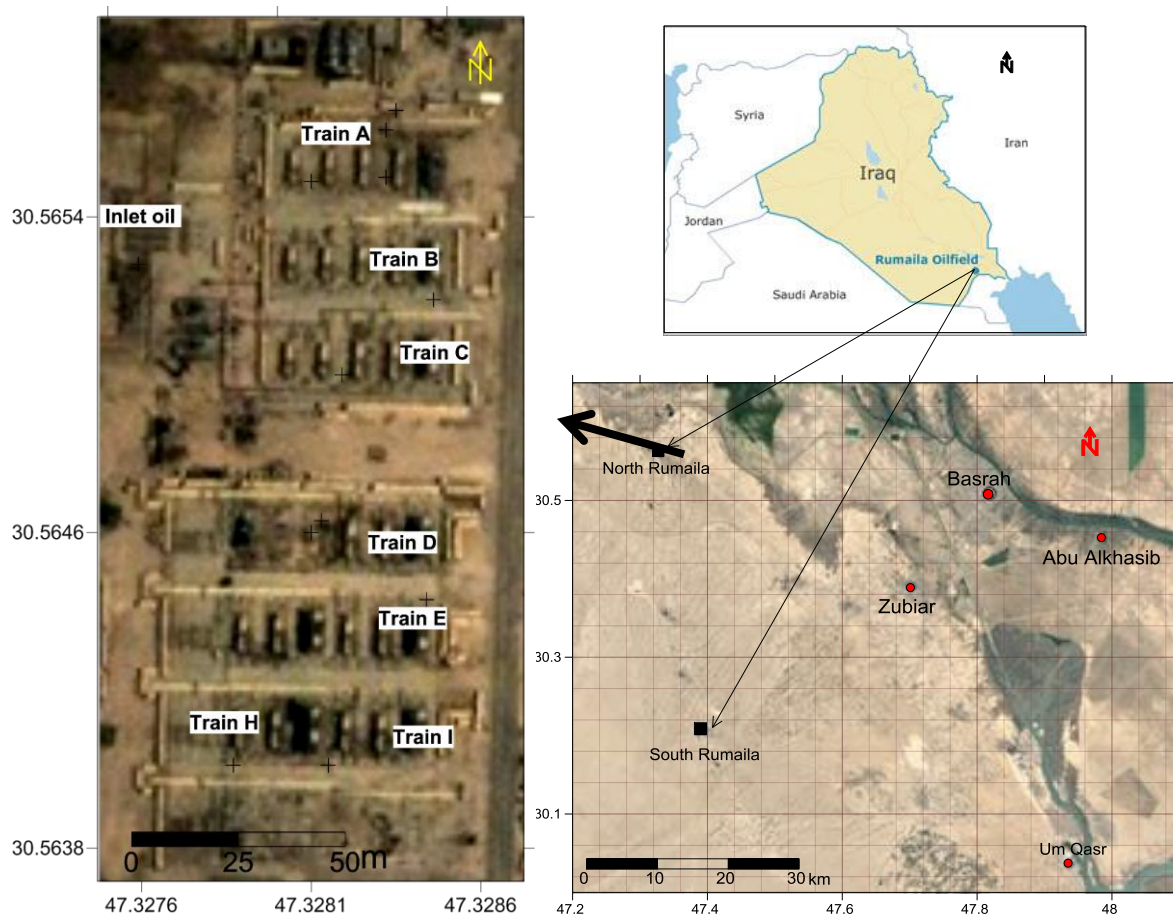 N
Train A
30.5654
Inlet oil
Train B
Train C
30.5646
Train D
Train E
Train H
Train I
30.5638
0
25
50m
47.3276
47.3281
47.3286
N
Syria
Iran
Iraq
Jordan
Rumaila Oilfield
Saudi Arabia
N
North Rumaila
Basrah
30.5
Abu Alkhasib
Zubiar
30.3
South Rumaila
30.1
Um Qasr
0 10 20 30 km
47.2 47.4 47.6 47.8 48